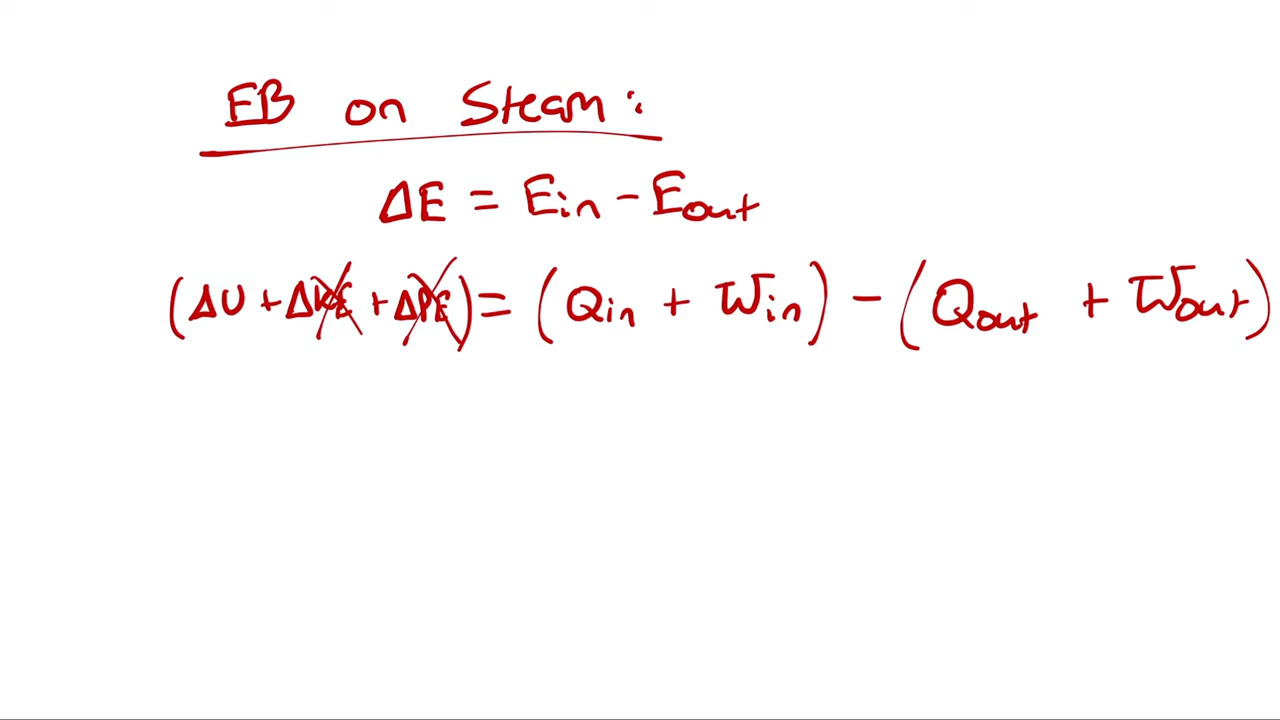 EB on Steam:
ΔE = Ein - Eout
(ΔU + ΔKE + ΔPE) = (Qin + Win) - (Qout + Wout)